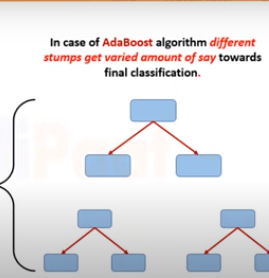 In case of AdaBoost algorithm different
stumps get varied amount of say towards
final classification.